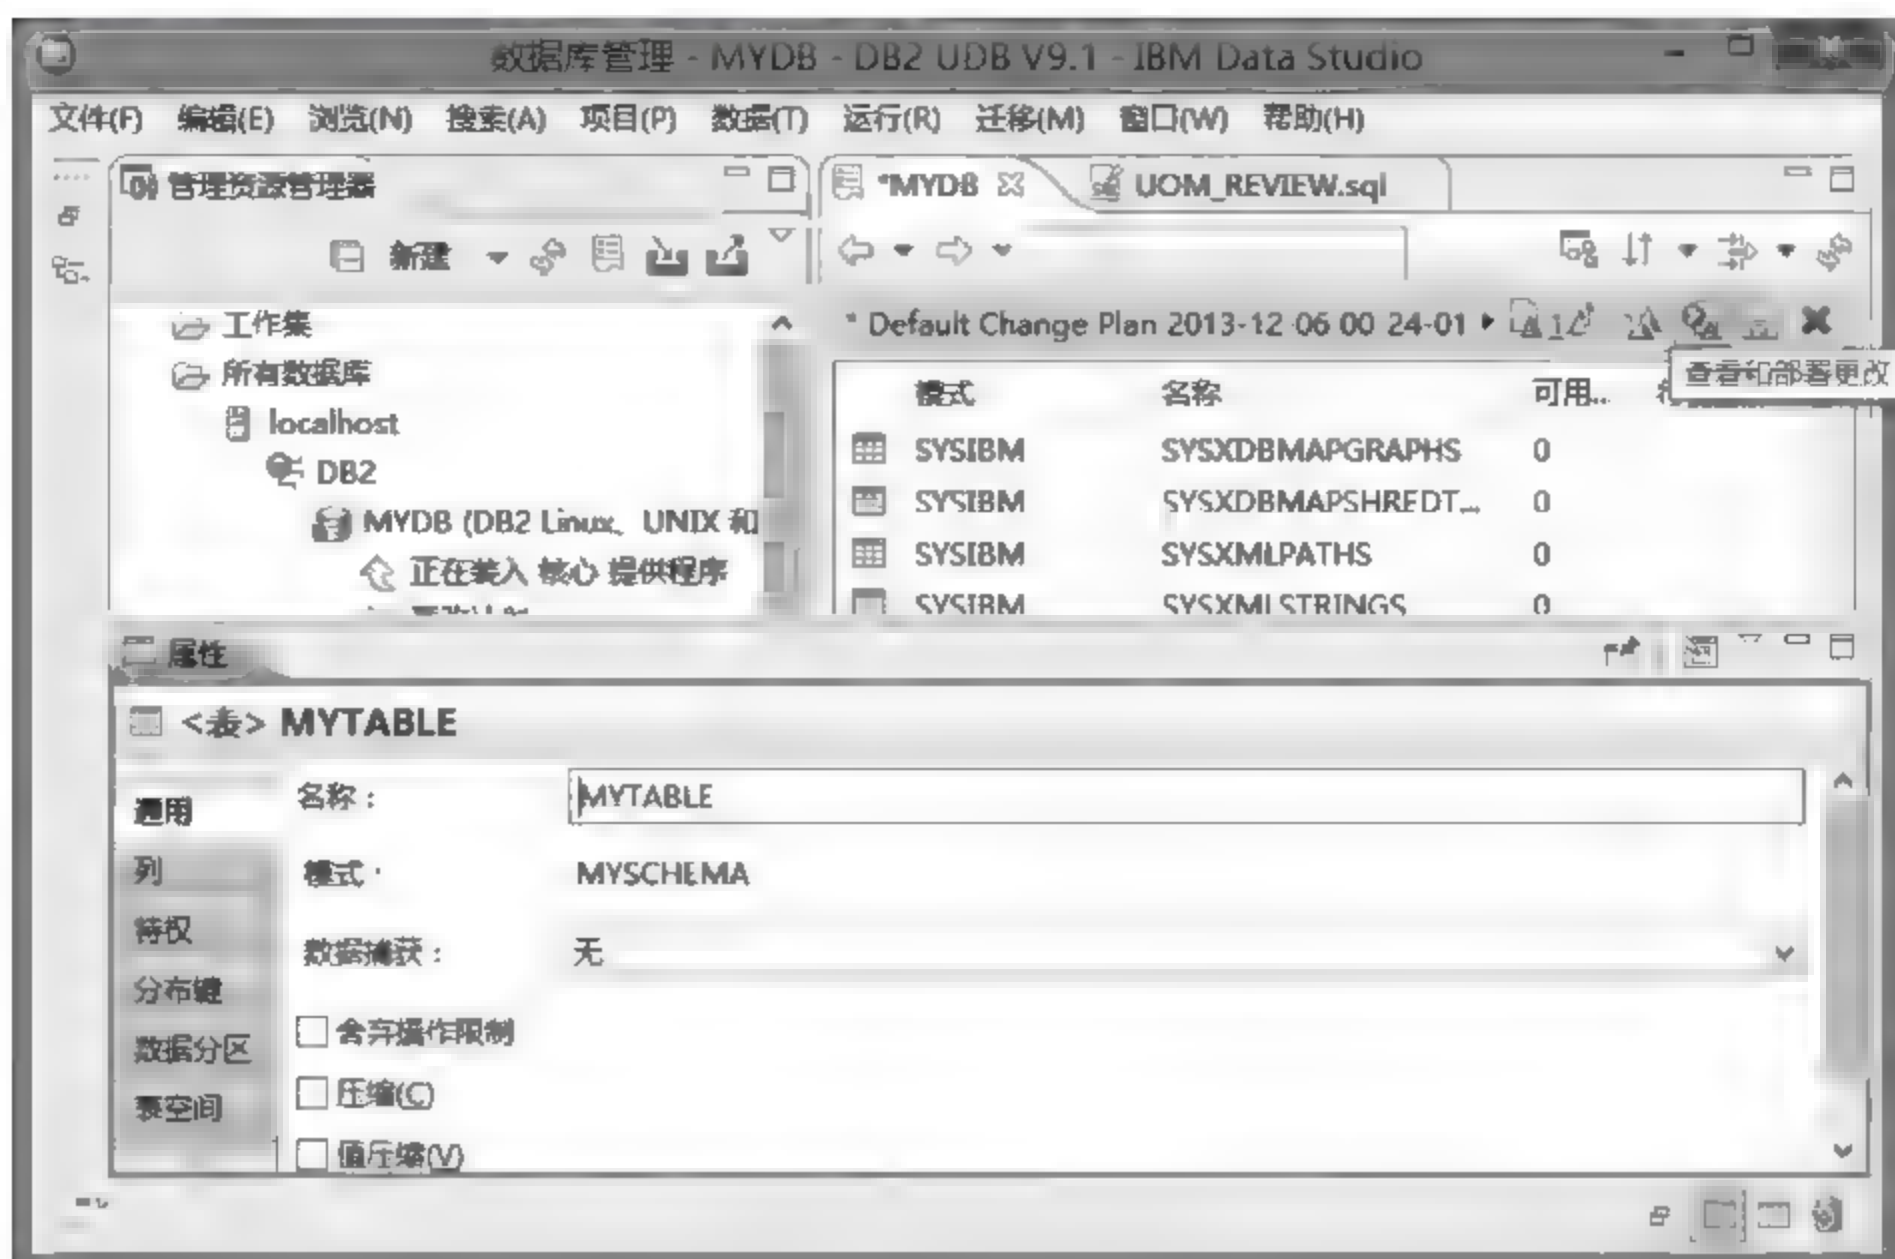 数据库管理 - MYDB - DB2 UDB V9.1 - IBM Data Studio
文件(F) 编辑(E) 浏览(N) 搜索(A) 项目(P) 数据(T) 运行(R) 迁移(M) 窗口(W) 帮助(H)
管理资源管理器
新建
工作集
所有数据库
localhost
DB2
MYDB (DB2 Linux、UNIX 和
正在装入 核心 提供程序
*MYDB UOM_REVIEW.sql
* Default Change Plan 2013-12-06 00-24-01
查看和部署更改
模式 名称 可用...
SYSIBM SYSXDBMAPGRAPHS 0
SYSIBM SYSXDBMAPSHREDT... 0
SYSIBM SYSXMLPATHS 0
SYSIBM SYSXMLSTRINGS 0
属性
<表> MYTABLE
通用
列
特权
分布键
数据分区
表空间
名称： MYTABLE
模式： MYSCHEMA
数据捕获： 无
舍弃操作限制
压缩(C)
值压缩(V)